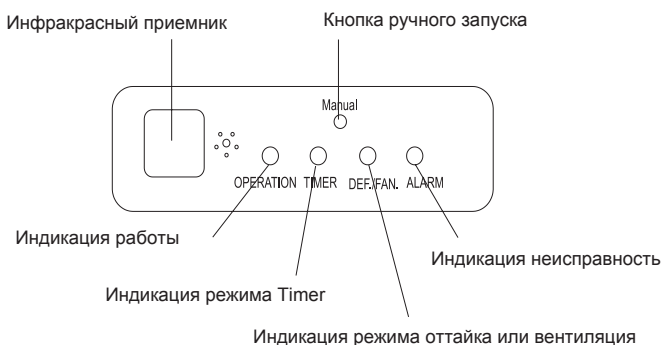 Инфракрасный приемник
Кнопка ручного запуска
Manual
OPERATION TIMER DEF./FAN. ALARM
Индикация работы
Индикация неисправность
Индикация режима Timer
Индикация режима оттайка или вентиляция